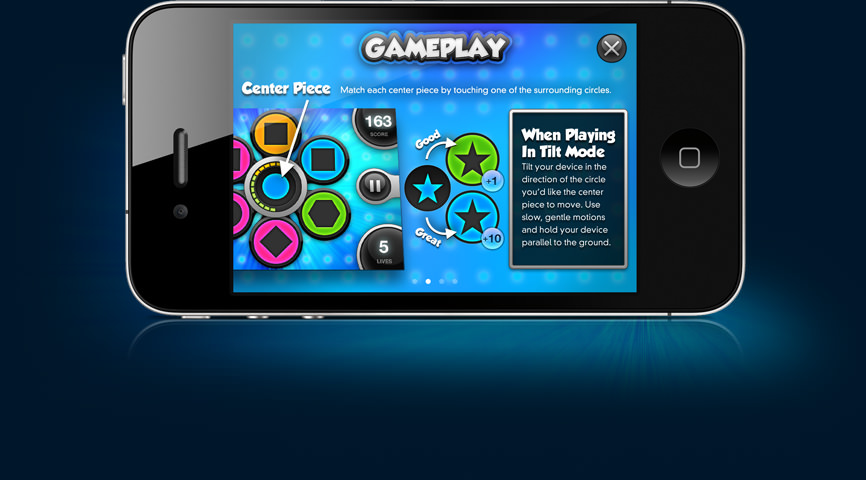 GAMEPLAY
Center Piece
Match each center piece by touching one of the surrounding circles.
163
SCORE
5
LIVES
Good
+1
Great
+10
When Playing
In Tilt Mode
Tilt your device in the
direction of the circle
you'd like the center
piece to move. Use
slow, gentle motions
and hold your device
parallel to the ground.